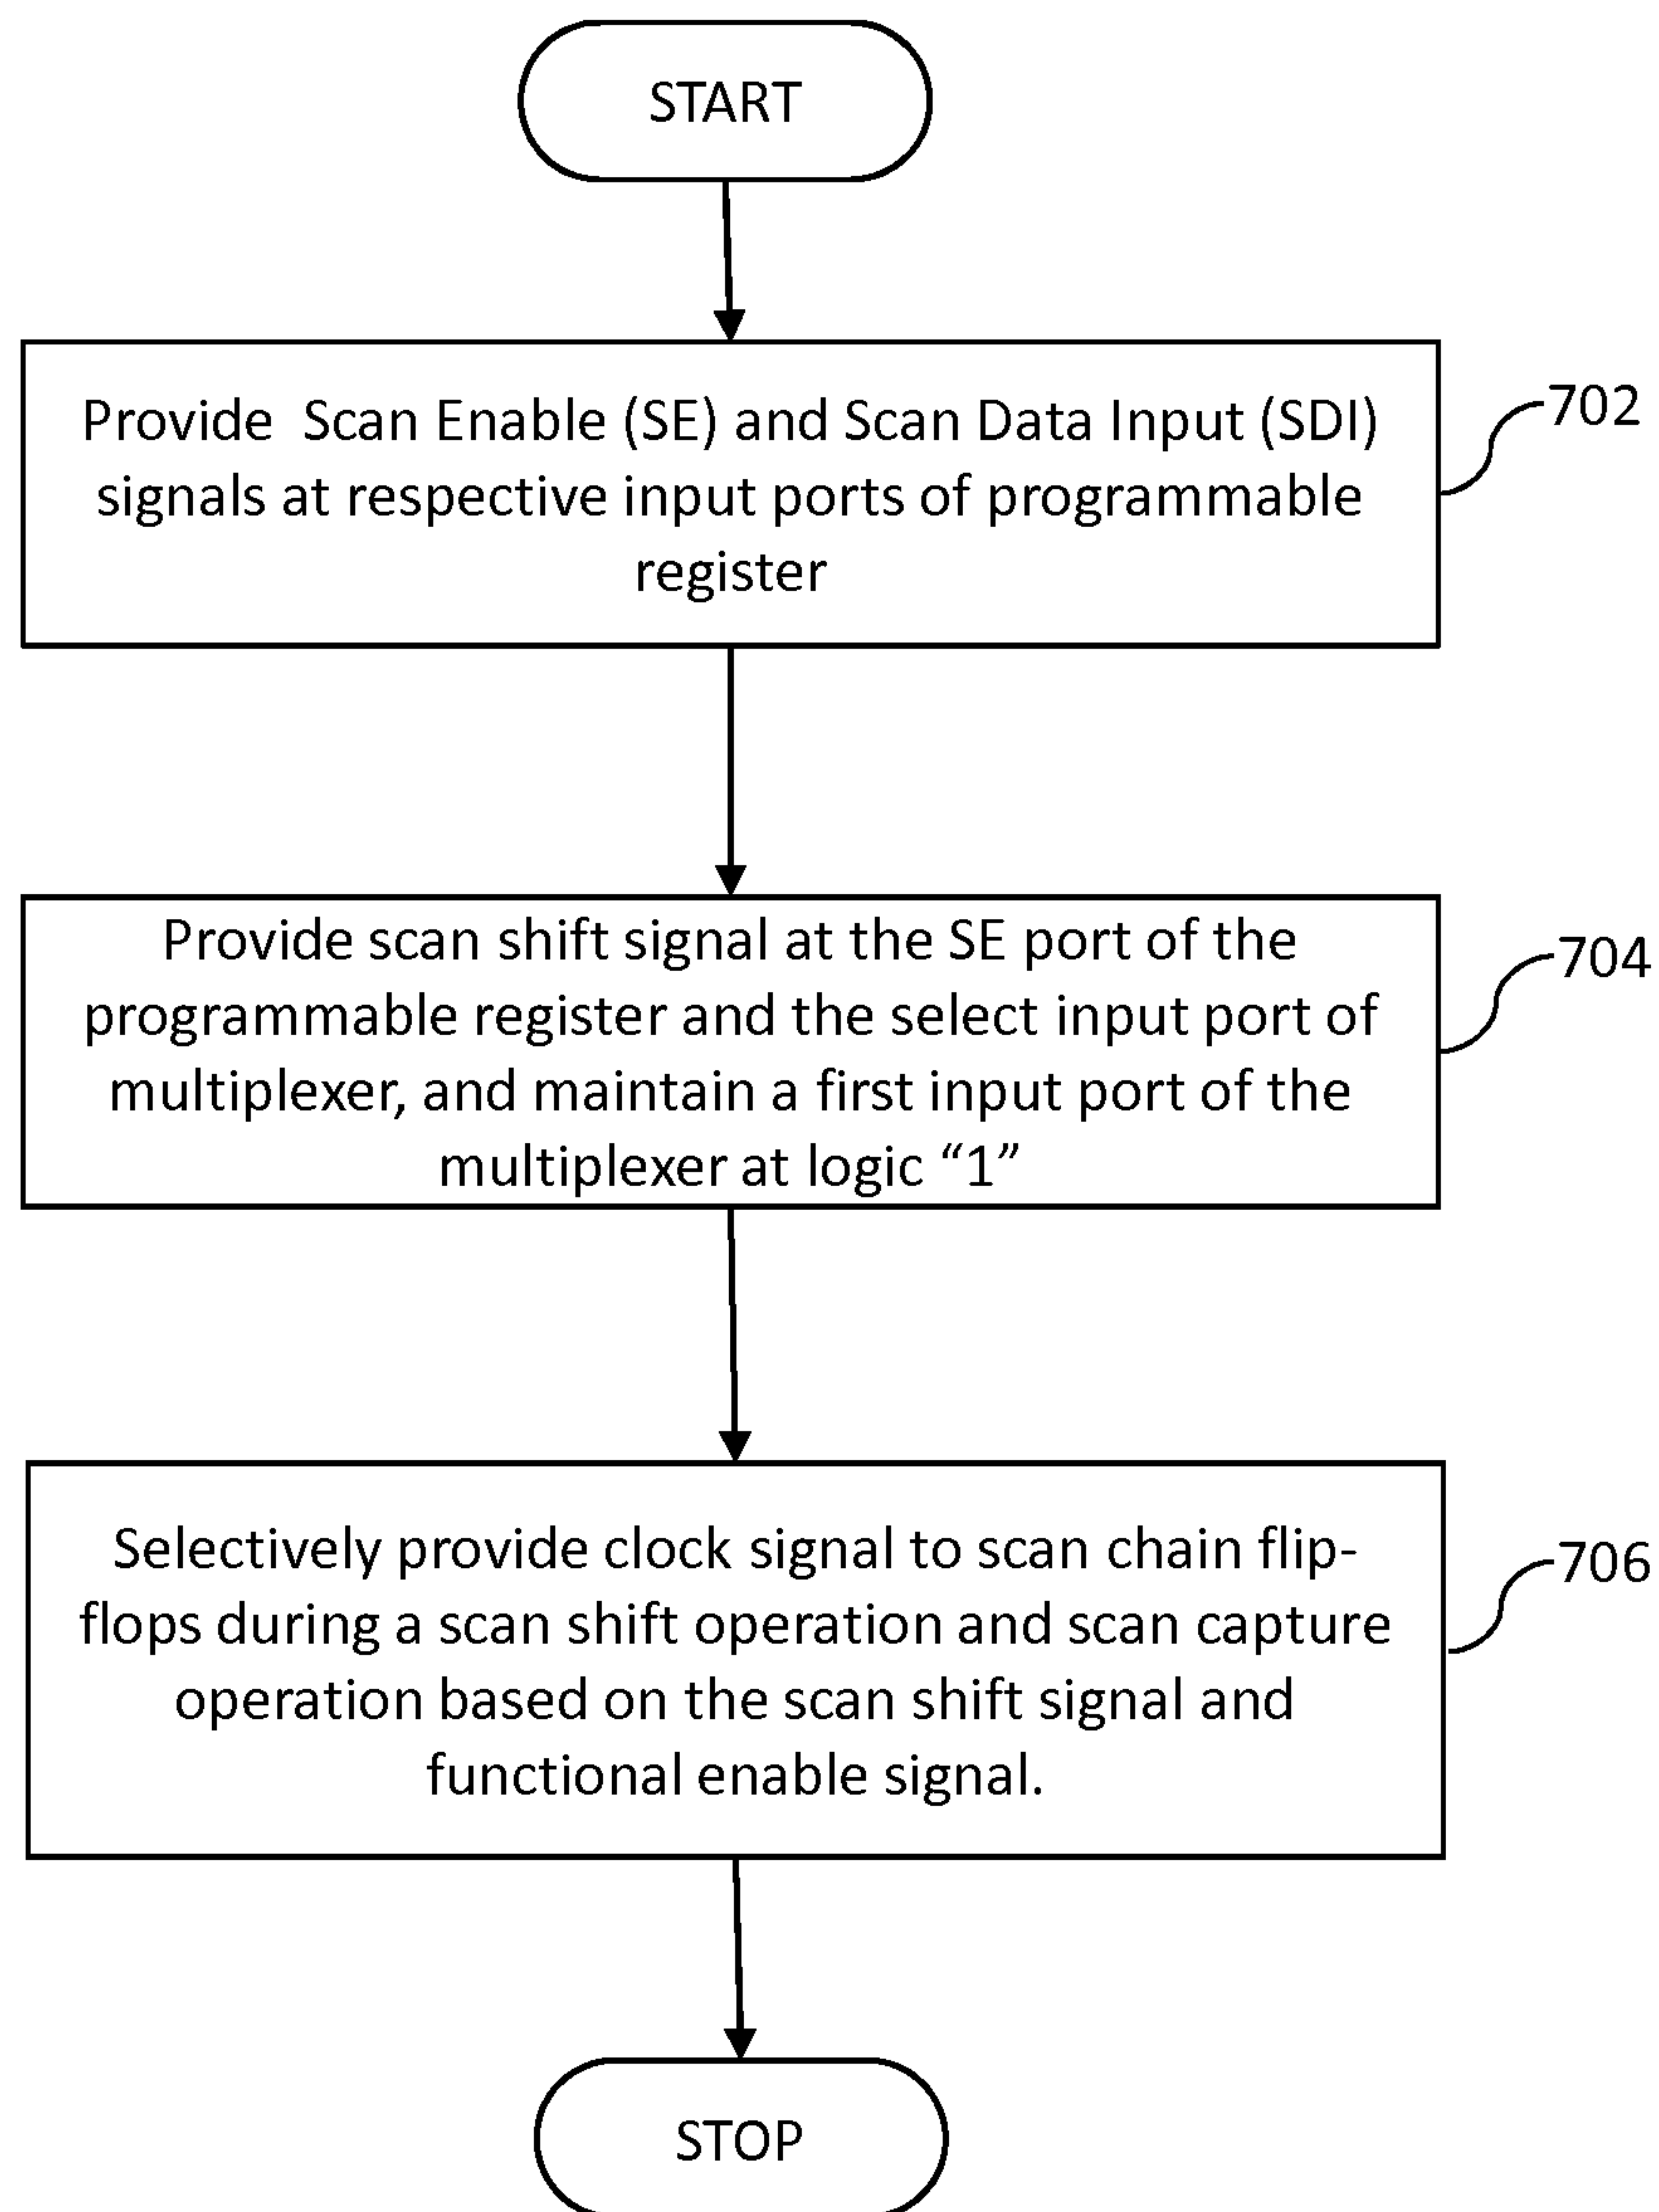 START
Provide Scan Enable (SE) and Scan Data Input (SDI)
signals at respective input ports of programmable
register
702
Provide scan shift signal at the SE port of the
programmable register and the select input port of
multiplexer, and maintain a first input port of the
multiplexer at logic “1”
704
Selectively provide clock signal to scan chain flip-
flops during a scan shift operation and scan capture
operation based on the scan shift signal and
functional enable signal.
706
STOP